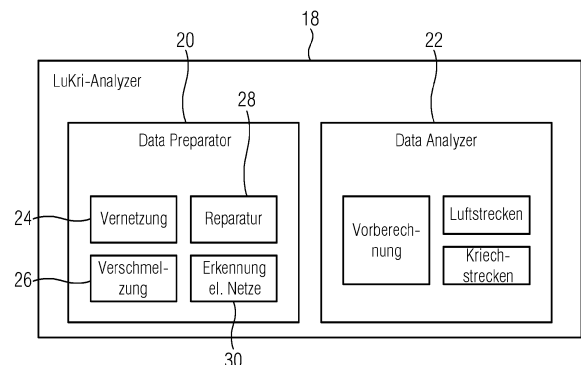 18
20
22
LuKri-Analyzer
28
Data Preparator
Data Analyzer
24
Vernetzung
Reparatur
Vorberech-
nung
Luftstrecken
26
Verschmel-
zung
Erkennung
el. Netze
Kriech-
strecken
30